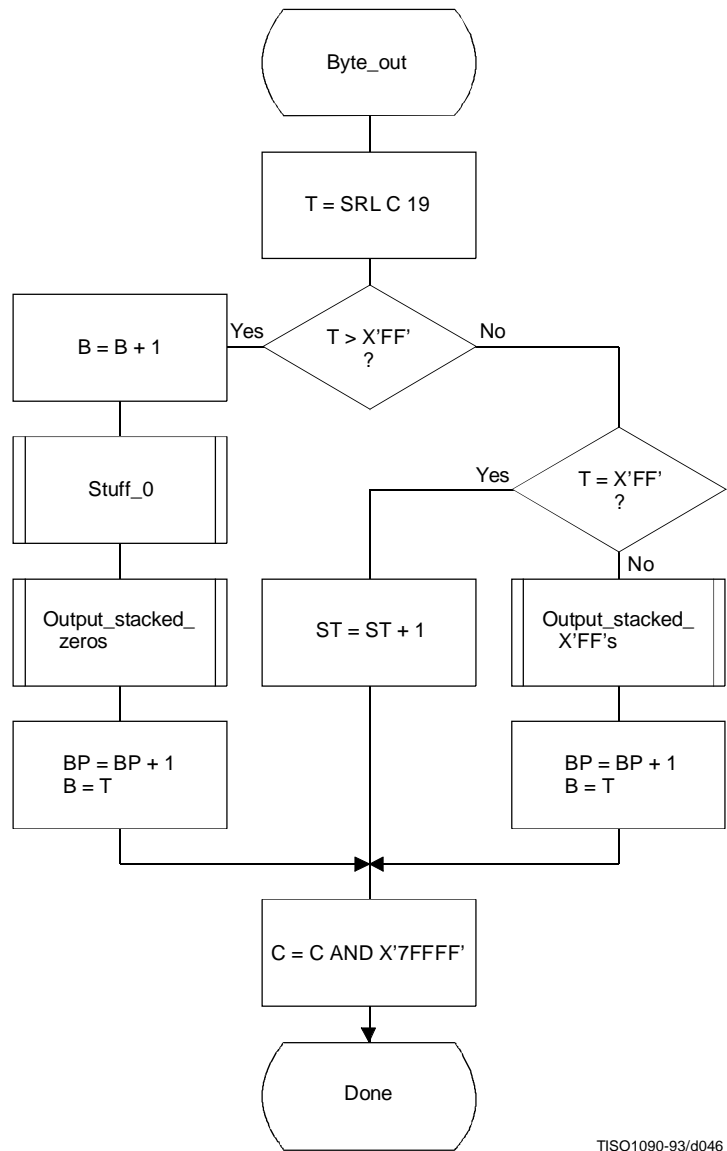 Byte_out
T = SRL C 19
T > X'FF'
?
Yes
No
B = B + 1
Stuff_0
Output_stacked_
zeros
BP = BP + 1
B = T
T = X'FF'
?
Yes
No
ST = ST + 1
Output_stacked_
X'FF's
BP = BP + 1
B = T
C = C AND X'7FFFF'
Done
TISO1090-93/d046